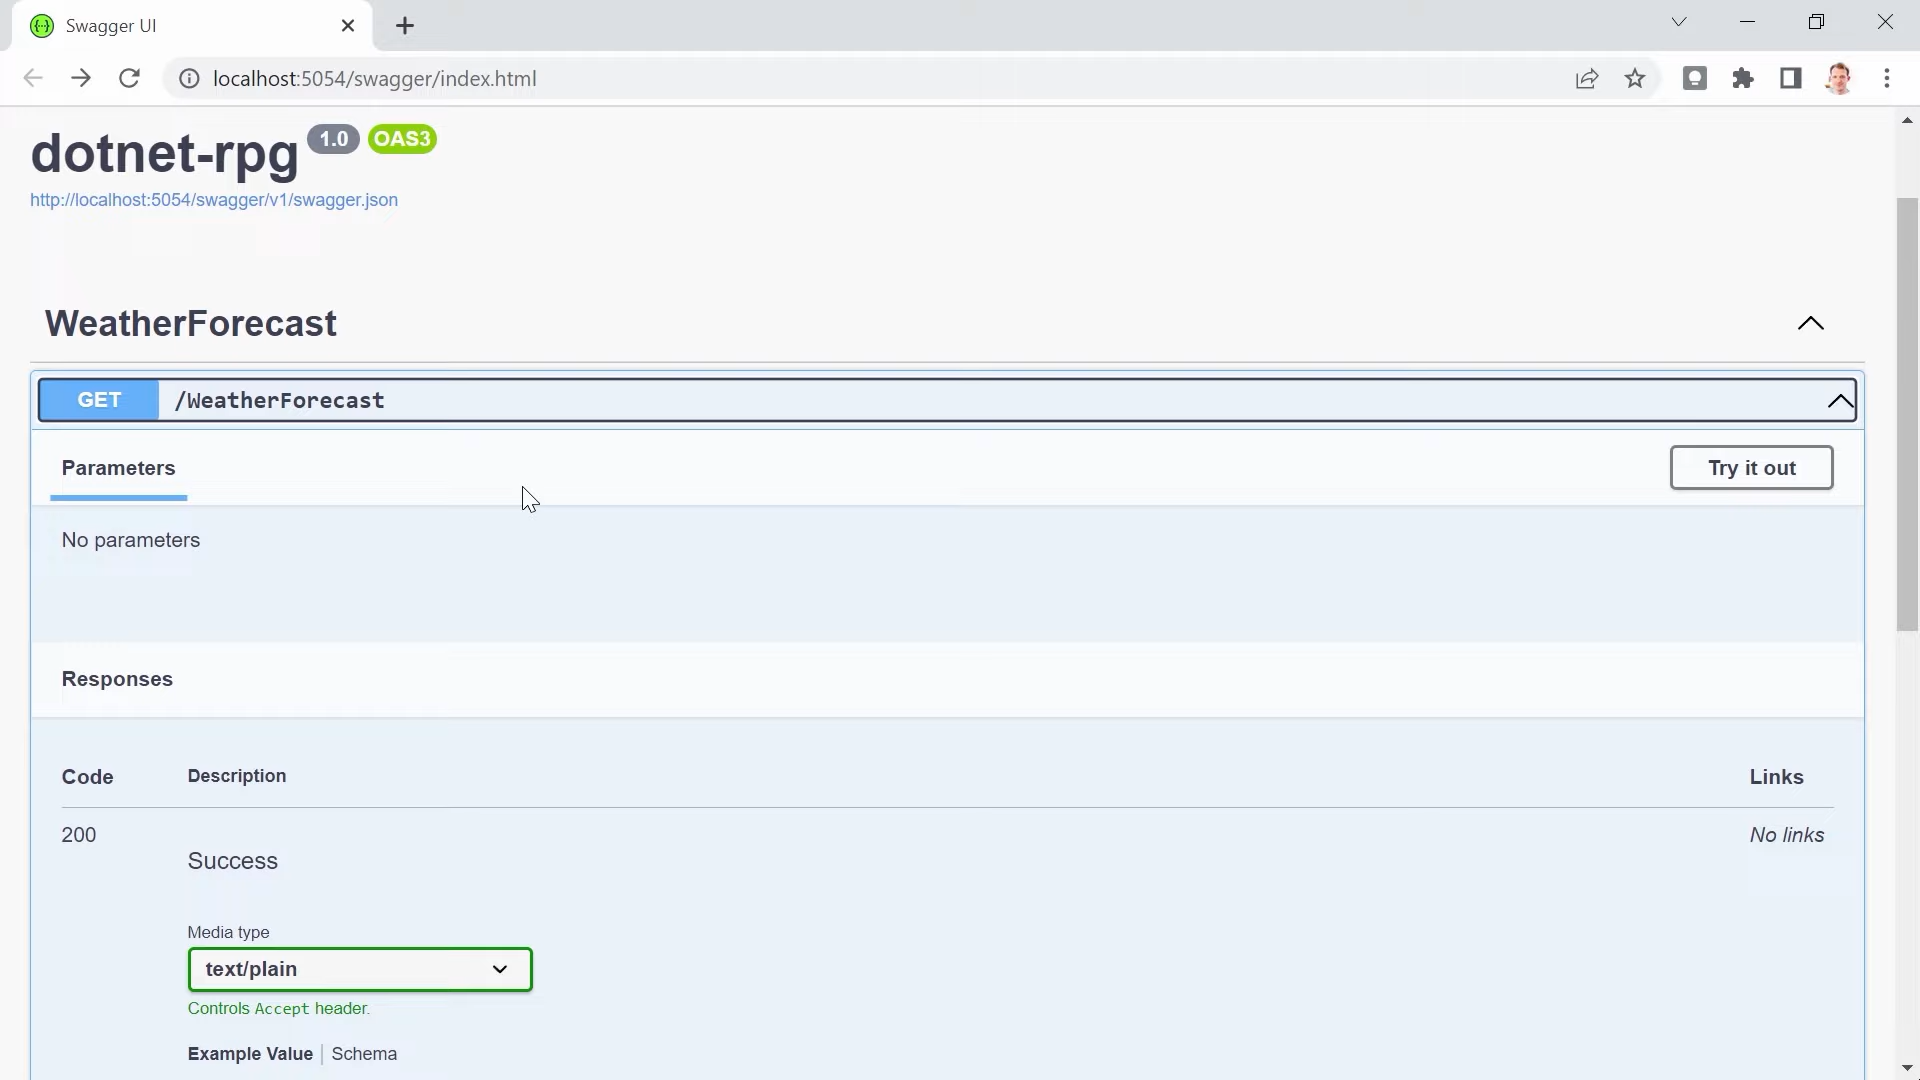 Swagger UI
localhost:5054/swagger/index.html
dotnet-rpg 1.0 OAS3
http://localhost:5054/swagger/v1/swagger.json
WeatherForecast
GET /WeatherForecast
Parameters Try it out
No parameters
Responses
Code Description Links
200 No links
Success
Media type
text/plain
Controls Accept header.
Example Value Schema